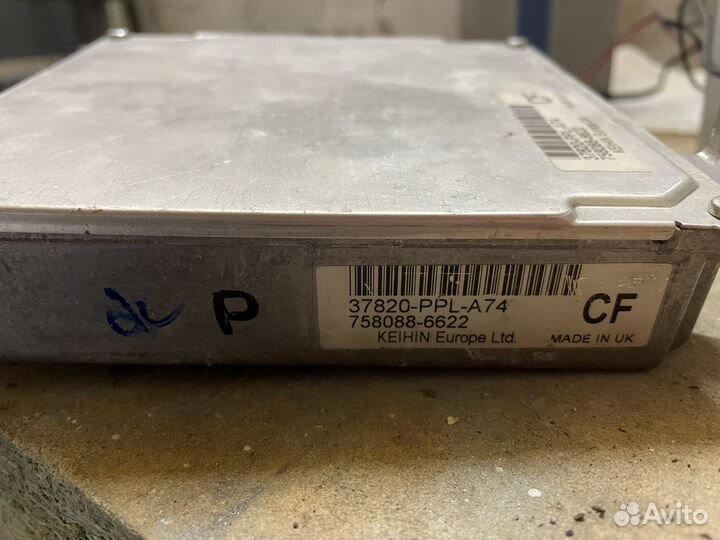 37820-PPL-A74
758088-6622
KEIHIN Europe Ltd.
CF
MADE IN UK
P
Avito